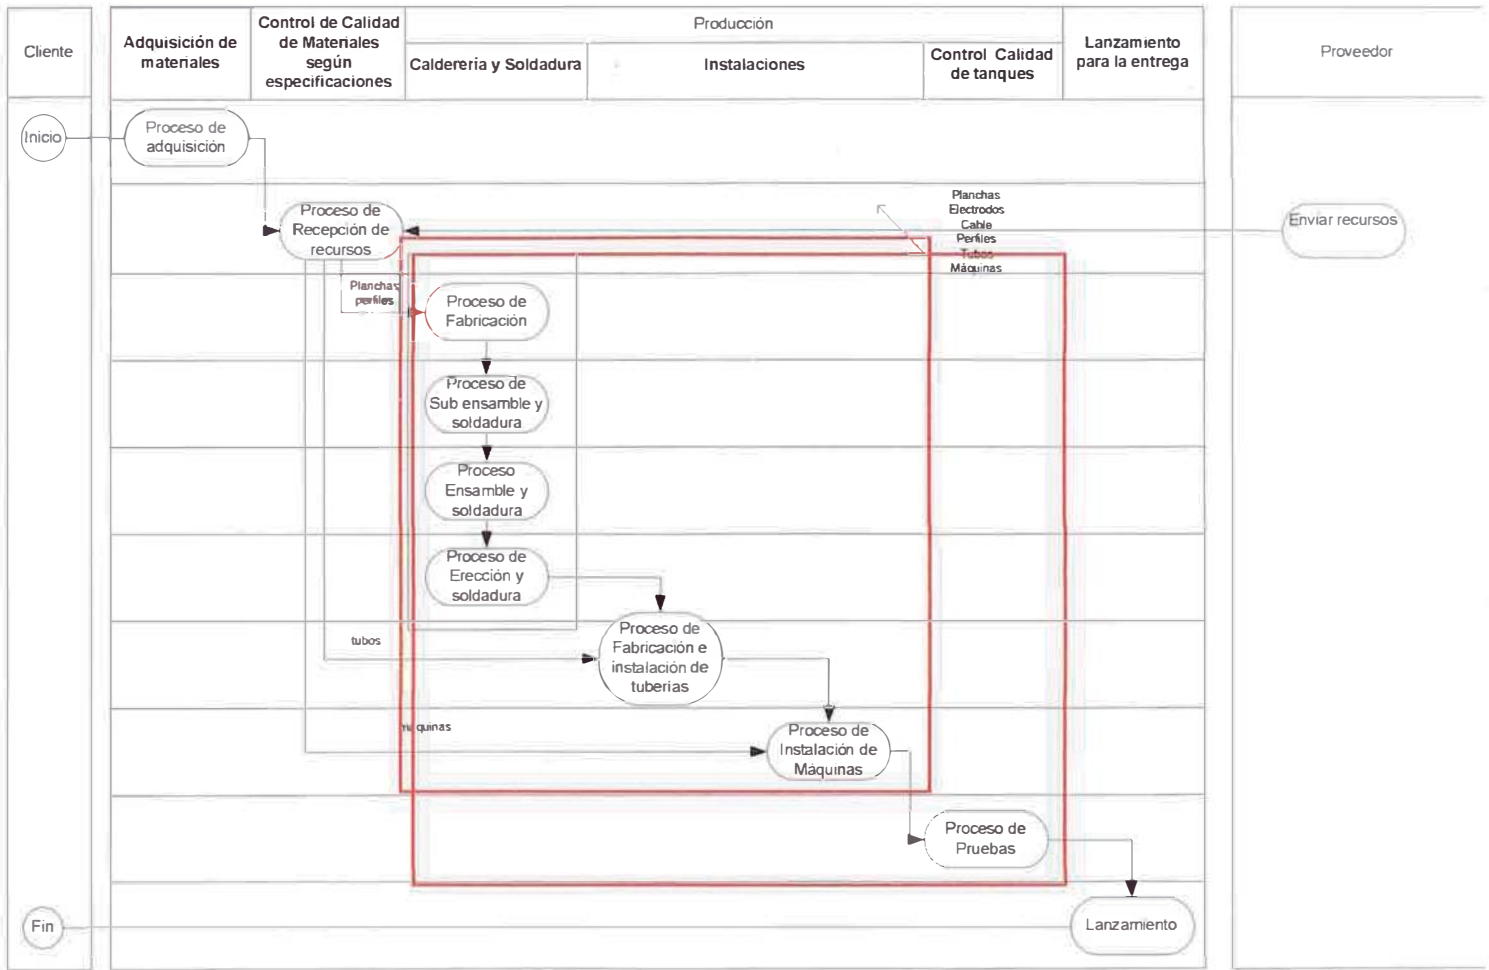 Cliente
Adquisición de
materiales
Control de Calidad
de Materiales
según
especificaciones
Producción
Calderería y Soldadura
Instalaciones
Control Calidad
de tanques
Lanzamiento
para la entrega
Proveedor
Inicio
Proceso de
adquisición
Proceso de
Recepción de
recursos
Planchas
Electrodos
Cable
Perfiles
Tubos
Máquinas
Enviar recursos
Planchas
perfiles
Proceso de
Fabricación
Proceso de
Sub ensamble y
soldadura
Proceso
Ensamble y
soldadura
Proceso de
Erección y
soldadura
tubos
Proceso de
Fabricación e
instalación de
tuberías
máquinas
Proceso de
Instalación de
Máquinas
Proceso de
Pruebas
Fin
Lanzamiento